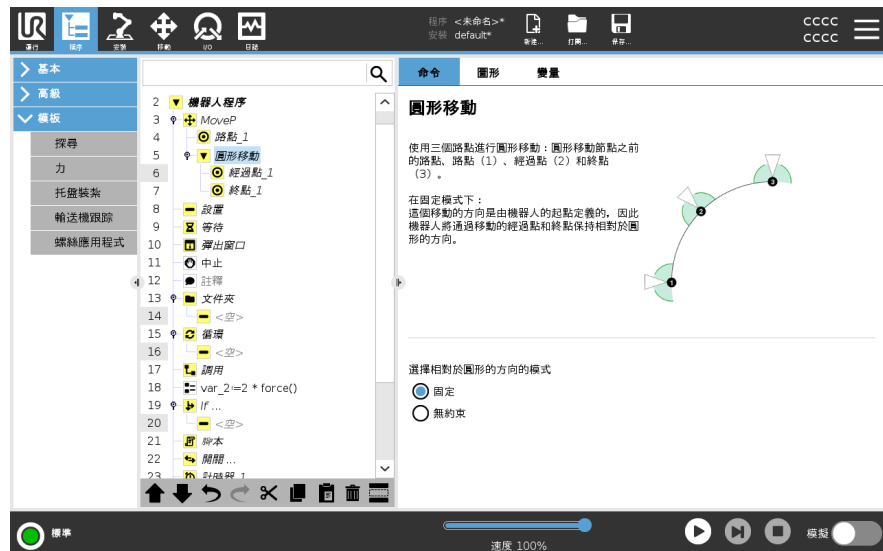 UR
運行
程序
安裝
移動
I/O
日誌
程序 <未命名>*
安裝 default*
新建...
打開...
保存...
CCCC
CCCC
基本
高級
模板
探尋
力
托盤裝紮
輸送機跟踪
螺絲應用程式
2 機器人程序
3 MoveP
4 路點_1
5 圓形移動
6 經過點_1
7 終點_1
8 設置
9 等待
10 彈出窗口
11 中止
12 註釋
13 文件夾
14 <空>
15 循環
16 <空>
17 調用
18 var_2≔2 * force()
19 If ...
20 <空>
21 腳本
22 開關 ...
23 計時器_1
命令
圖形
變量
圓形移動
使用三個路點進行圓形移動：圓形移動節點之前
的路點、路點（1）、經過點（2）和終點
（3）。
在固定模式下：
這個移動的方向是由機器人的起點定義的，因此
機器人將通過移動的經過點和終點保持相對於圓
形的方向。
1
2
3
選擇相對於圓形的方向的模式
固定
無約束
標準
速度 100%
模擬